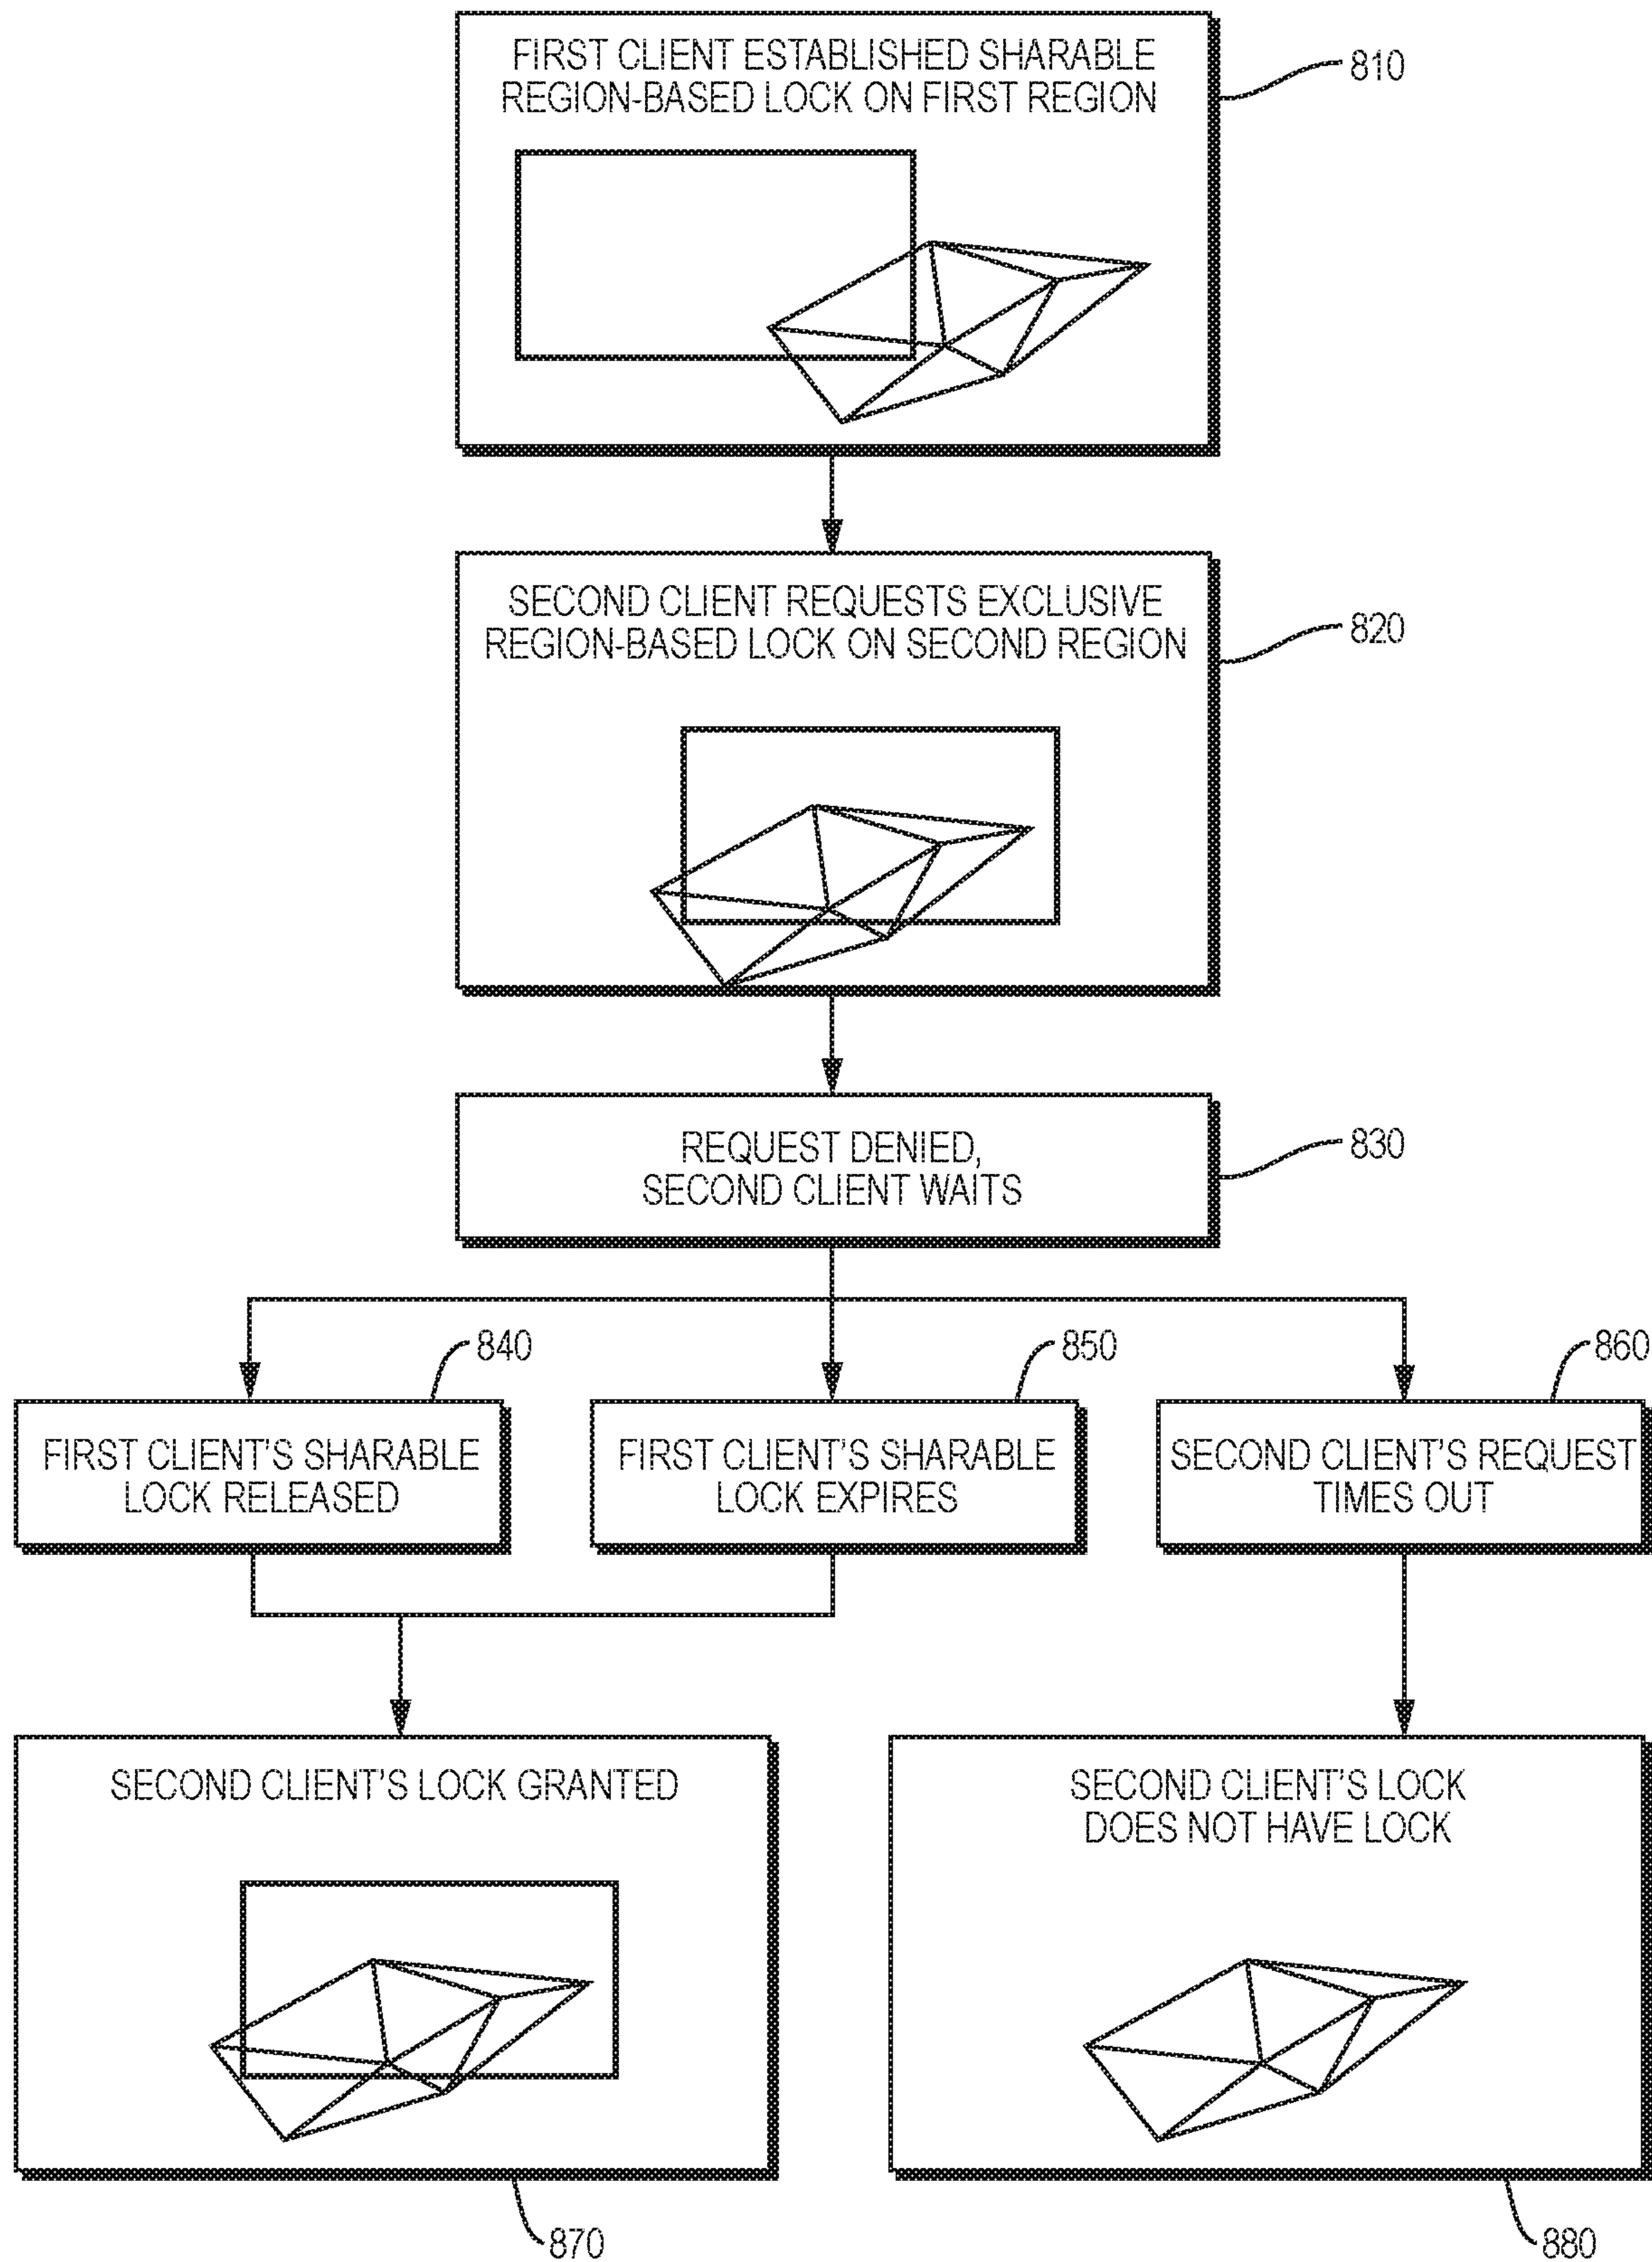 FIRST CLIENT ESTABLISHED SHARABLE
REGION-BASED LOCK ON FIRST REGION
810
SECOND CLIENT REQUESTS EXCLUSIVE
REGION-BASED LOCK ON SECOND REGION
820
REQUEST DENIED,
SECOND CLIENT WAITS
830
840
850
860
FIRST CLIENT'S SHARABLE
LOCK RELEASED
FIRST CLIENT'S SHARABLE
LOCK EXPIRES
SECOND CLIENT'S REQUEST
TIMES OUT
SECOND CLIENT'S LOCK GRANTED
SECOND CLIENT'S LOCK
DOES NOT HAVE LOCK
870
880